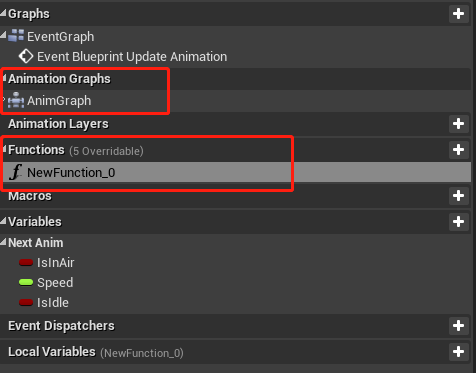 Graphs
EventGraph
Event Blueprint Update Animation
Animation Graphs
AnimGraph
Animation Layers
Functions (5 Overridable)
NewFunction_0
Macros
Variables
Next Anim
IsInAir
Speed
IsIdle
Event Dispatchers
Local Variables (NewFunction_0)